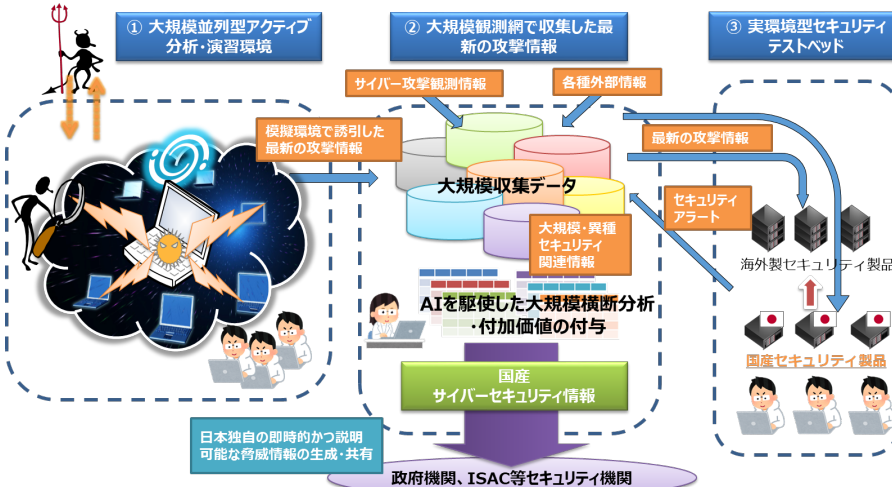 ① 大規模並列型アクティブ
分析・演習環境
② 大規模観測網で収集した最
新の攻撃情報
③ 実環境型セキュリティ
テストベッド
サイバー攻撃観測情報
各種外部情報
模擬環境で誘引した
最新の攻撃情報
最新の攻撃情報
大規模収集データ
セキュリティ
アラート
大規模・異種
セキュリティ
関連情報
海外製セキュリティ製品
AIを駆使した大規模横断分析
・付加価値の付与
国産セキュリティ製品
国産
サイバーセキュリティ情報
日本独自の即時的かつ説明
可能な脅威情報の生成・共有
政府機関、ISAC等セキュリティ機関